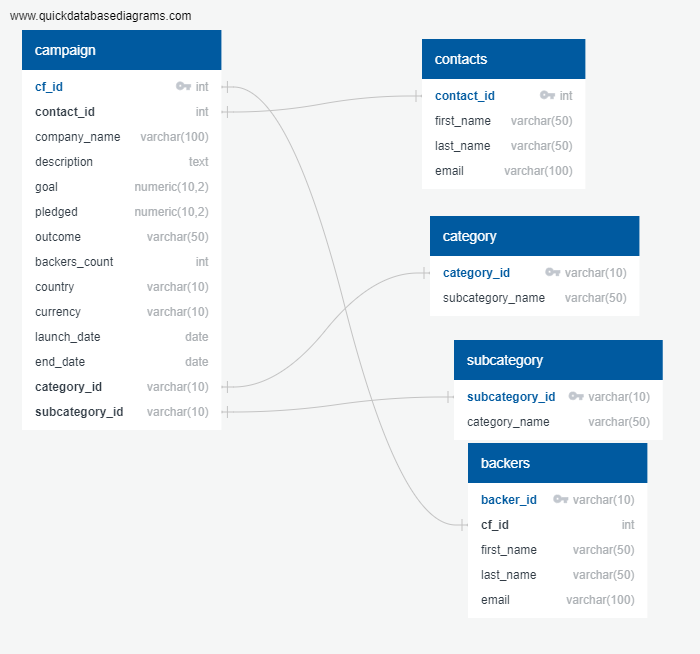 www.quickdatabasediagrams.com
campaign
cf_id int
contact_id int
company_name varchar(100)
description text
goal numeric(10,2)
pledged numeric(10,2)
outcome varchar(50)
backers_count int
country varchar(10)
currency varchar(10)
launch_date date
end_date date
category_id varchar(10)
subcategory_id varchar(10)
contacts
contact_id int
first_name varchar(50)
last_name varchar(50)
email varchar(100)
category
category_id varchar(10)
subcategory_name varchar(50)
subcategory
subcategory_id varchar(10)
category_name varchar(50)
backers
backer_id varchar(10)
cf_id int
first_name varchar(50)
last_name varchar(50)
email varchar(100)